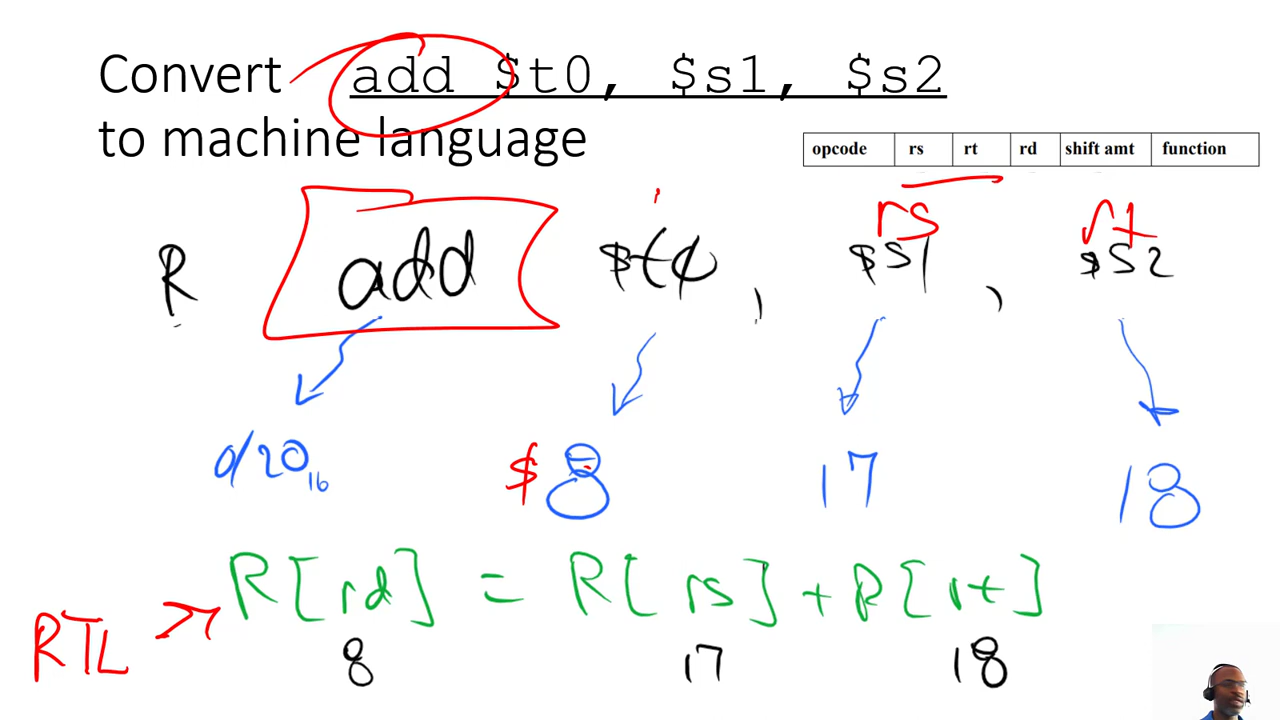 Convert add $t0, $s1, $s2
to machine language
opcode rs rt rd shift amt function
rs rt
R add $t0 , $s1 , $s2
0/20₁₆ $8 17 18
R[rd] = R[rs] + R[rt]
RTL
8 17 18